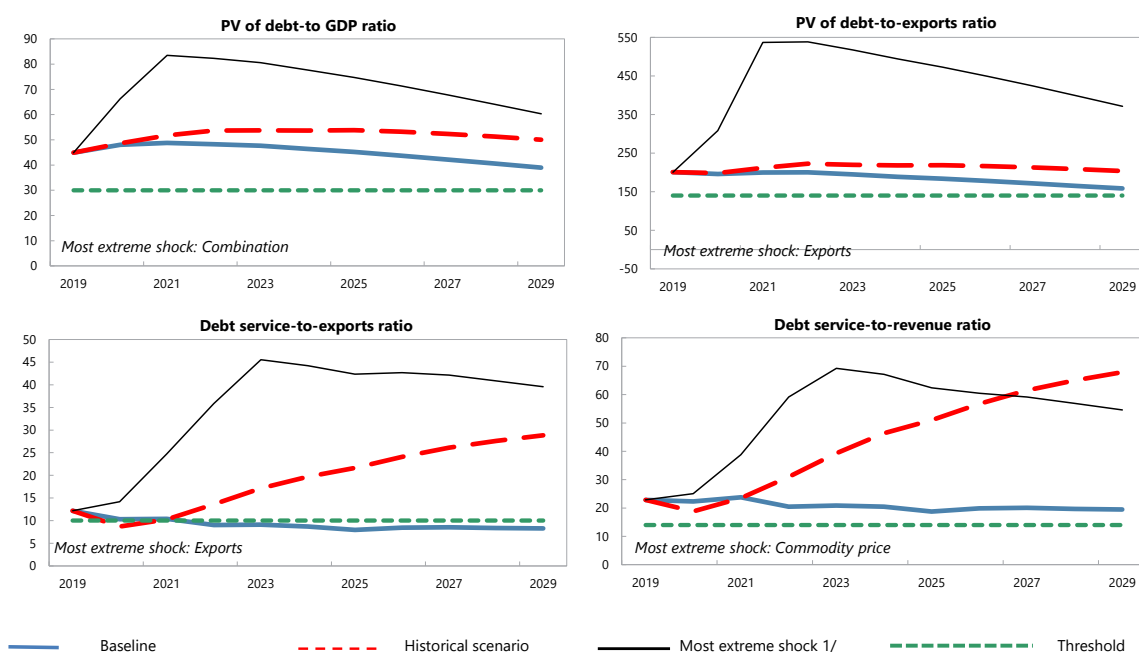 PV of debt-to GDP ratio
90
80
70
60
50
40
30
20
10
0
Most extreme shock: Combination
2019 2021 2023 2025 2027 2029
PV of debt-to-exports ratio
550
450
350
250
150
50
-50
Most extreme shock: Exports
2019 2021 2023 2025 2027 2029
Debt service-to-exports ratio
50
45
40
35
30
25
20
15
10
5
0
Most extreme shock: Exports
2019 2021 2023 2025 2027 2029
Debt service-to-revenue ratio
80
70
60
50
40
30
20
10
0
Most extreme shock: Commodity price
2019 2021 2023 2025 2027 2029
Baseline Historical scenario Most extreme shock 1/ Threshold